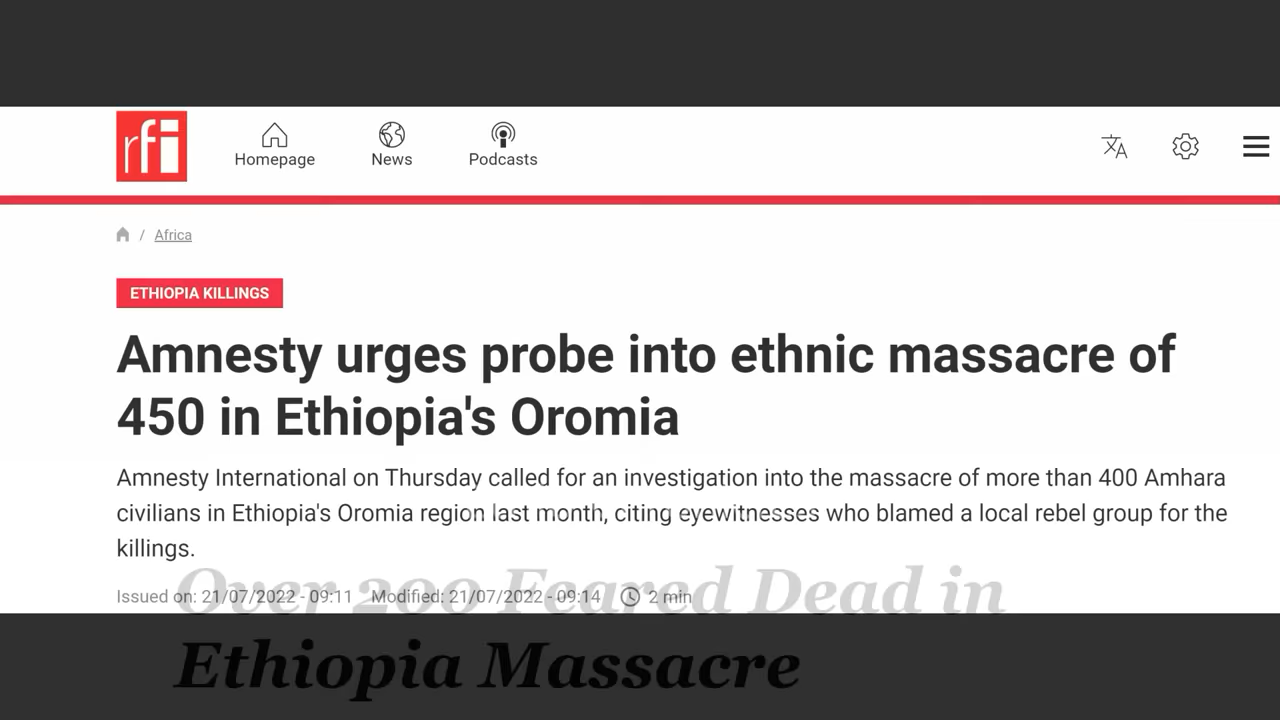 rfi
Homepage
News
Podcasts
/ Africa
ETHIOPIA KILLINGS
Amnesty urges probe into ethnic massacre of
450 in Ethiopia's Oromia
Amnesty International on Thursday called for an investigation into the massacre of more than 400 Amhara
civilians in Ethiopia's Oromia region last month, citing eyewitnesses who blamed a local rebel group for the
killings.
Issued on: 21/07/2022 - 09:11 Modified: 21/07/2022 - 09:14 2 min
Over 200 Feared Dead in
Ethiopia Massacre